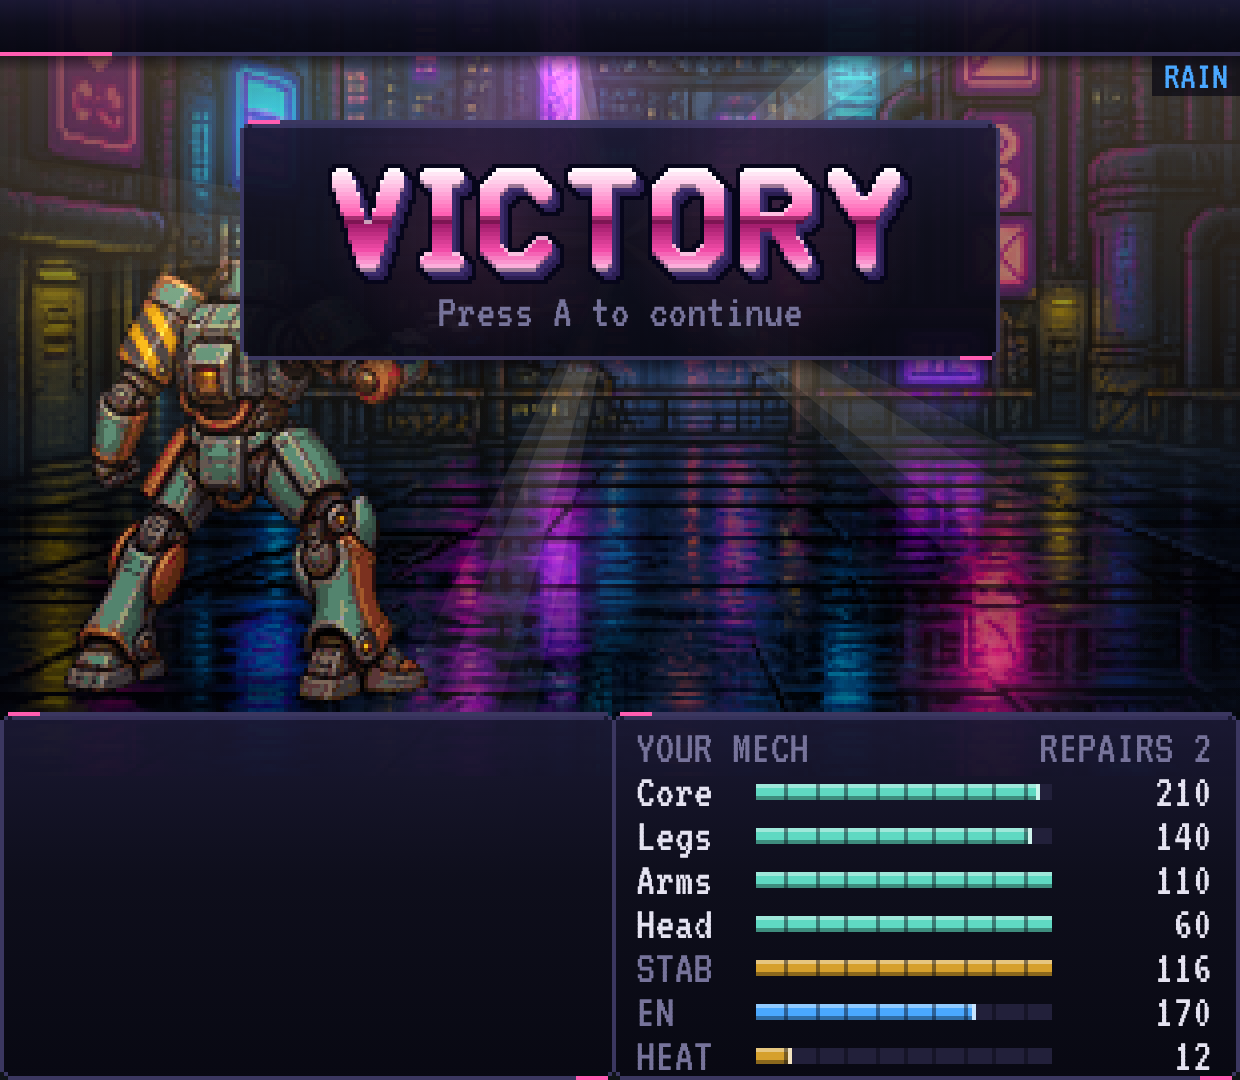 RAIN
VICTORY
Press A to continue
YOUR MECH REPAIRS 2
Core 210
Legs 140
Arms 110
Head 60
STAB 116
EN 170
HEAT 12